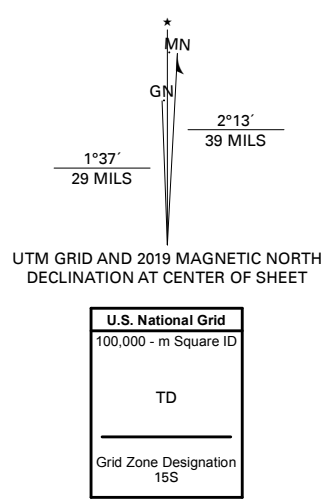 ★
MN
GN
2°13´
39 MILS
1°37´
29 MILS
UTM GRID AND 2019 MAGNETIC NORTH
DECLINATION AT CENTER OF SHEET
U.S. National Grid
100,000 - m Square ID
TD
Grid Zone Designation
15S